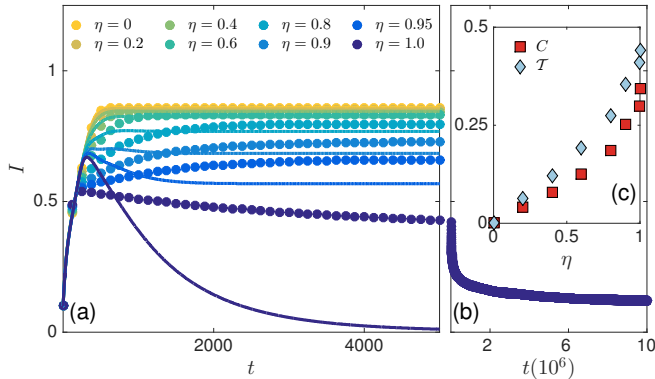 η = 0 η = 0.4 η = 0.8 η = 0.95
η = 0.2 η = 0.6 η = 0.9 η = 1.0
1
0.5
0
I
(a)
2000 4000
t
(b)
2 6 10
t(10⁶)
0.5
0.25
0
C
𝒯
(c)
0 0.5 1
η